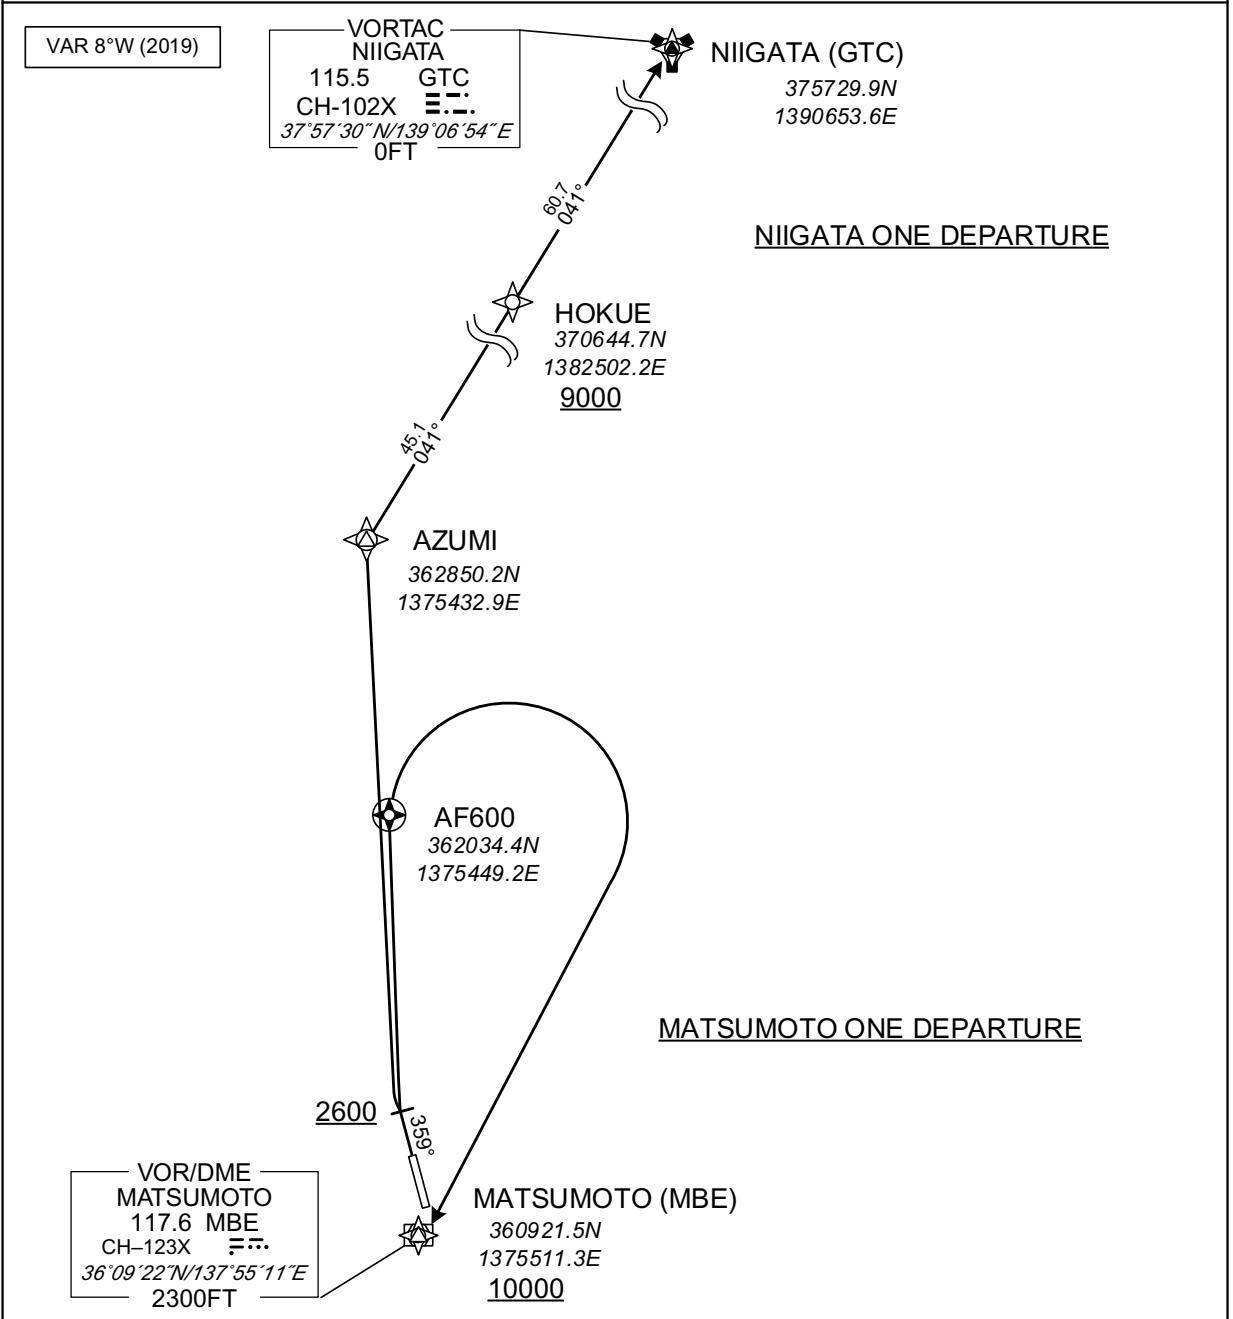 VAR 8°W (2019)
VORTAC
NIIGATA
115.5 GTC
CH-102X
37°57´30˝N/139°06´54˝E
0FT
NIIGATA (GTC)
375729.9N
1390653.6E
60.7
041°
NIIGATA ONE DEPARTURE
HOKUE
370644.7N
1382502.2E
9000
45.1
041°
AZUMI
362850.2N
1375432.9E
AF600
362034.4N
1375449.2E
MATSUMOTO ONE DEPARTURE
2600
359°
VOR/DME
MATSUMOTO
117.6 MBE
CH–123X
36°09´22˝N/137°55´11˝E
2300FT
MATSUMOTO (MBE)
360921.5N
1375511.3E
10000